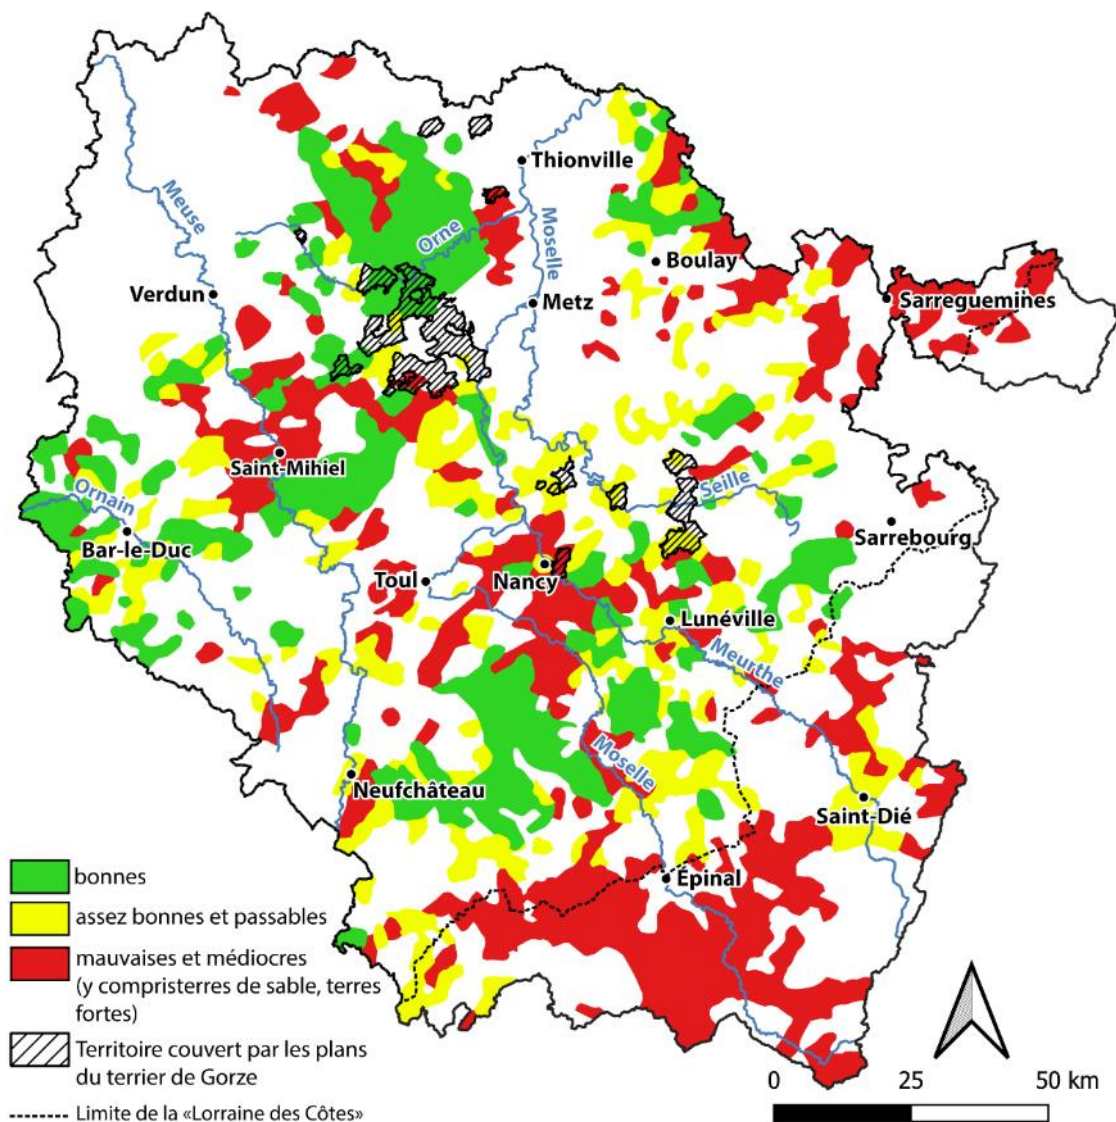 Thionville
Meuse
Orne
Moselle
Boulay
Verdun
Metz
Sarreguemines
Saint-Mihiel
Ornain
Seille
Sarrebourg
Bar-le-Duc
Toul
Nancy
Lunéville
Meurthe
Moselle
Neufchâteau
Saint-Dié
Épinal
bonnes
assez bonnes et passables
mauvaises et médiocres
(y compristerres de sable, terres
fortes)
Territoire couvert par les plans
du terrier de Gorze
Limite de la «Lorraine des Côtes»
0 25 50 km